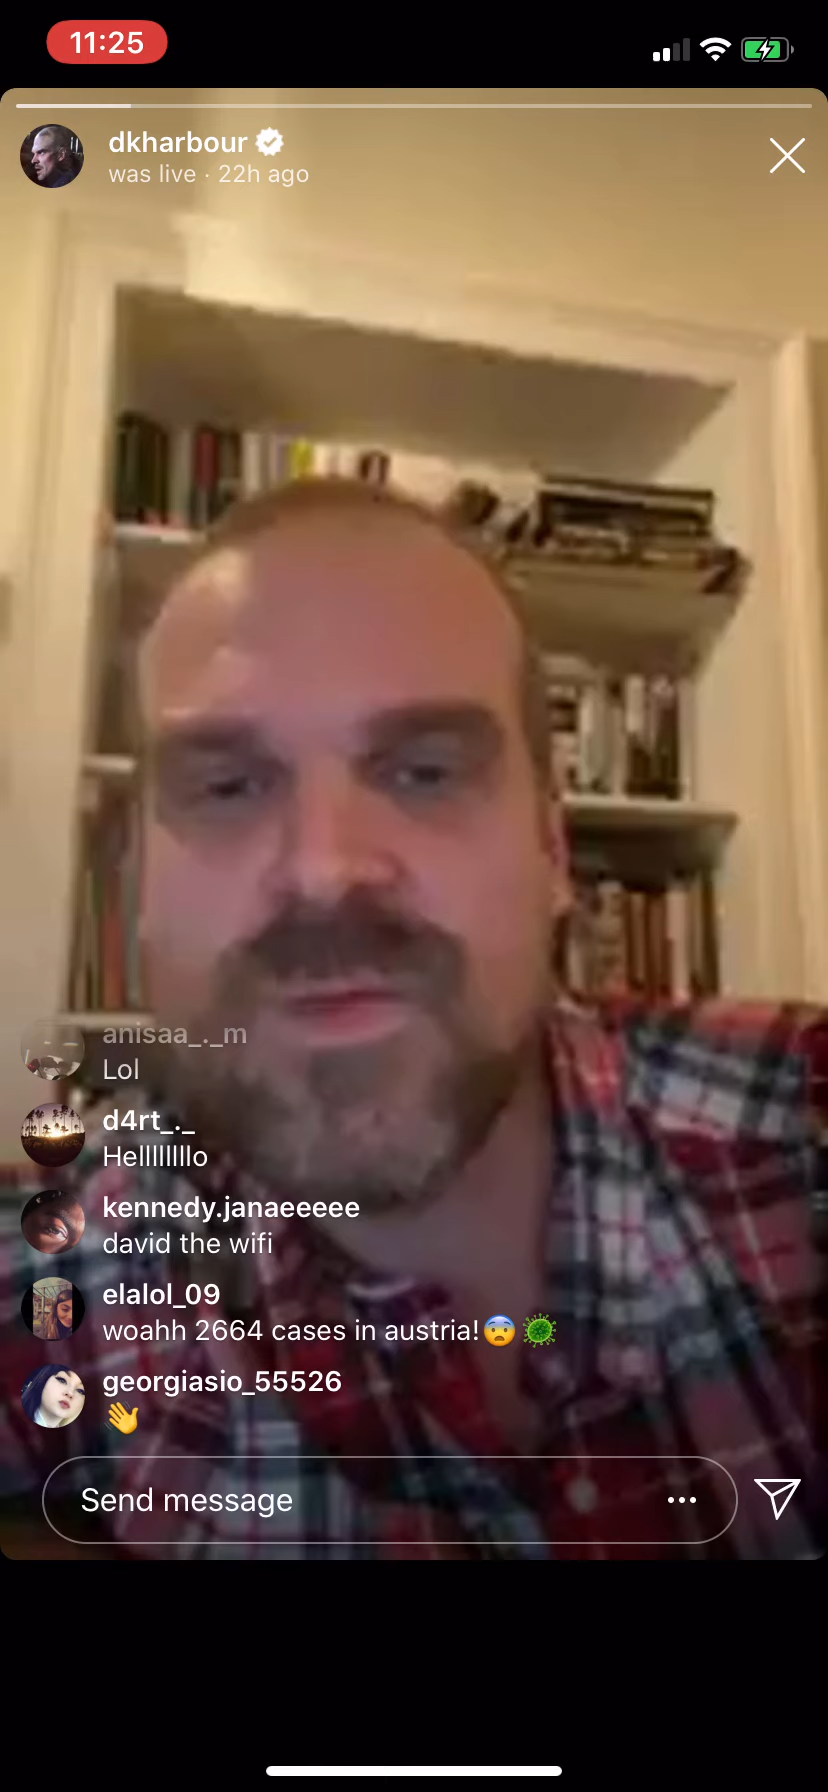 11:25
dkharbour
was live · 22h ago
anisaa_._m
Lol
d4rt_._
Hellllllllo
kennedy.janaeeeee
david the wifi
elalol_09
woahh 2664 cases in austria!😨🦠
georgiasio_55526
👋
Send message